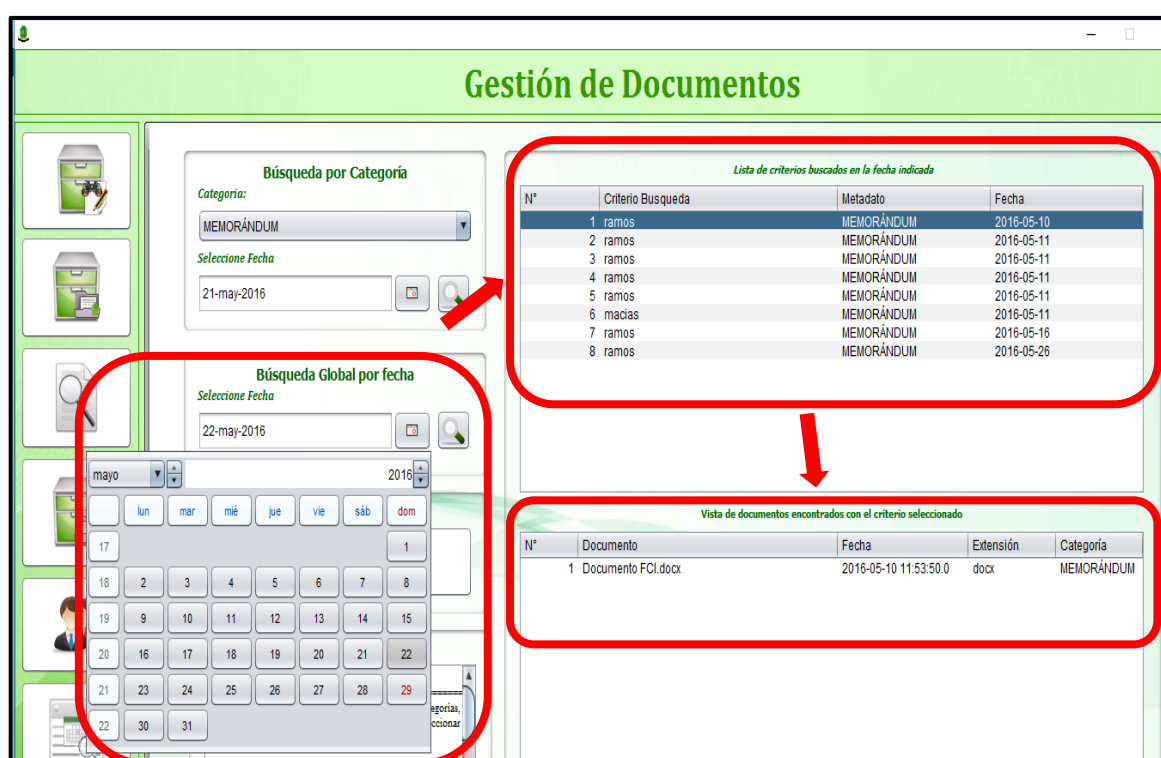 Gestión de Documentos
Búsqueda por Categoría
Categoria:
MEMORÁNDUM
Seleccione Fecha
21-may-2016
Búsqueda Global por fecha
Seleccione Fecha
22-may-2016
mayo 2016
lun mar mié jue vie sáb dom
17 1
18 2 3 4 5 6 7 8
19 9 10 11 12 13 14 15
20 16 17 18 19 20 21 22
21 23 24 25 26 27 28 29
22 30 31
egorias,
ccionar
Lista de criterios buscados en la fecha indicada
N° Criterio Busqueda Metadato Fecha
1 ramos MEMORÁNDUM 2016-05-10
2 ramos MEMORÁNDUM 2016-05-11
3 ramos MEMORÁNDUM 2016-05-11
4 ramos MEMORÁNDUM 2016-05-11
5 ramos MEMORÁNDUM 2016-05-11
6 macias MEMORÁNDUM 2016-05-11
7 ramos MEMORÁNDUM 2016-05-16
8 ramos MEMORÁNDUM 2016-05-26
Vista de documentos encontrados con el criterio seleccionado
N° Documento Fecha Extensión Categoría
1 Documento FCI.docx 2016-05-10 11:53:50.0 docx MEMORÁNDUM